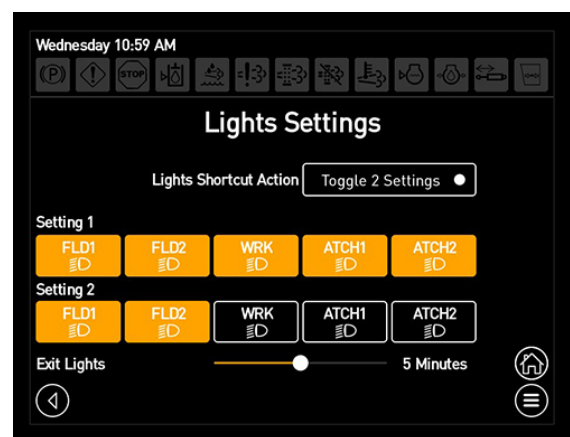 Wednesday 10:59 AM
(P) STOP
Lights Settings
Lights Shortcut Action Toggle 2 Settings
Setting 1
FLD1 FLD2 WRK ATCH1 ATCH2
Setting 2
FLD1 FLD2 WRK ATCH1 ATCH2
Exit Lights 5 Minutes